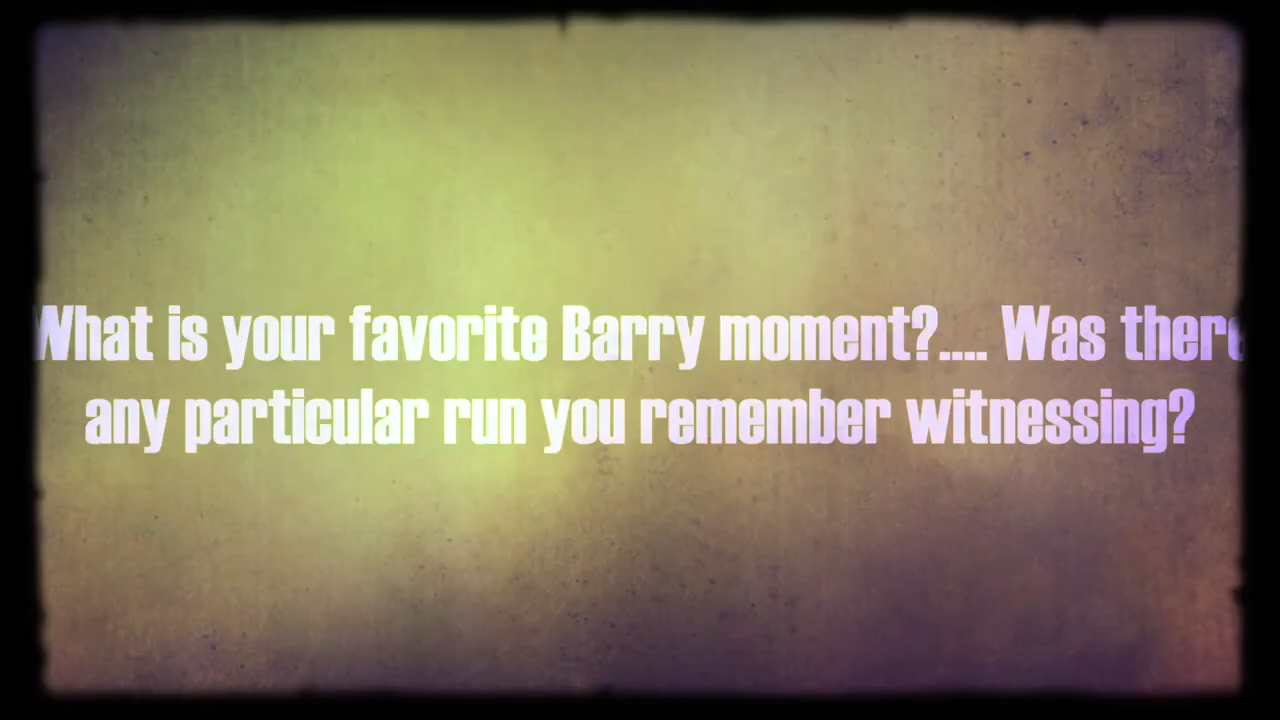 What is your favorite Barry moment?.... Was there
any particular run you remember witnessing?